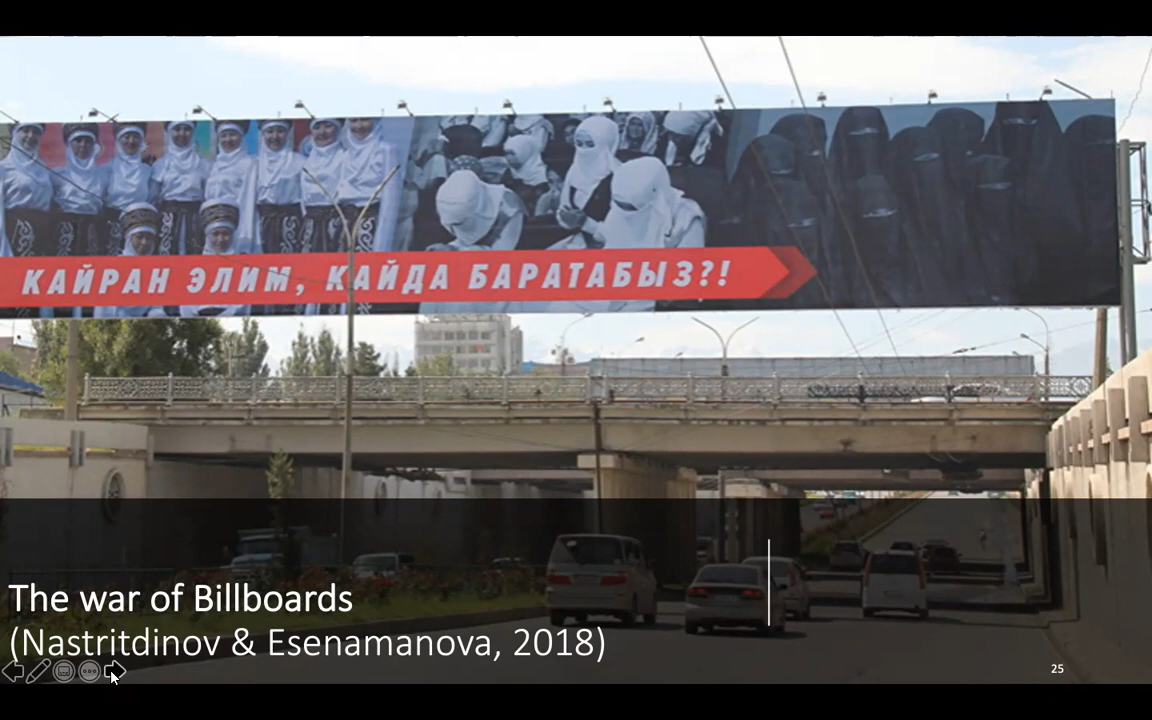 КАЙРАН ЭЛИМ, КАЙДА БАРАТАБЫЗ?!
The war of Billboards
(Nastritdinov & Esenamanova, 2018)
25